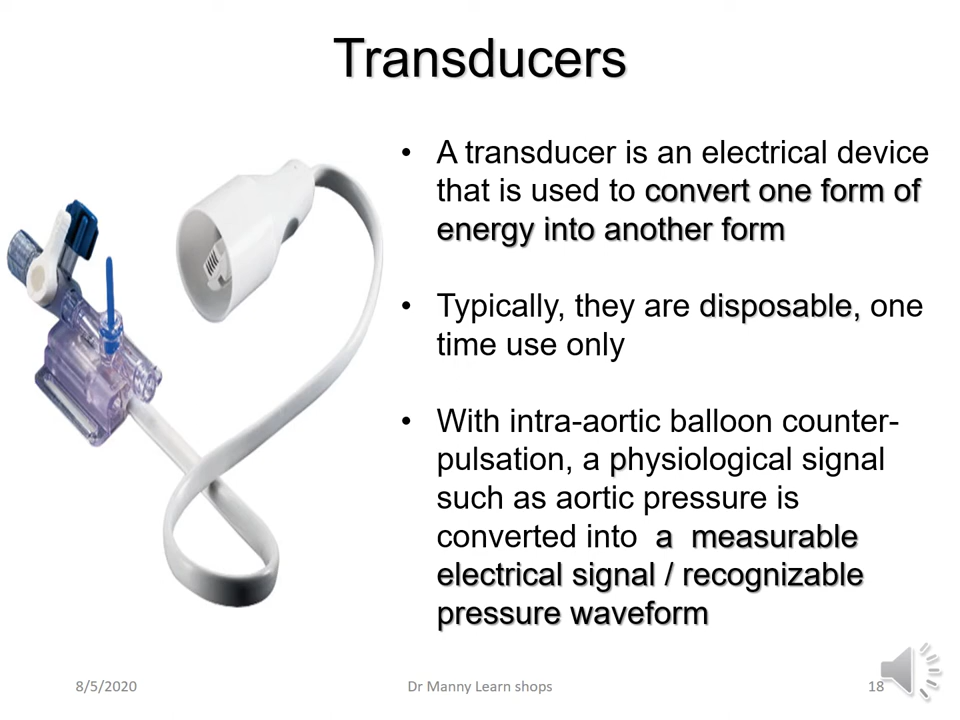 Transducers
• A transducer is an electrical device
that is used to convert one form of
energy into another form
• Typically, they are disposable, one
time use only
• With intra-aortic balloon counter-
pulsation, a physiological signal
such as aortic pressure is
converted into  a  measurable
electrical signal / recognizable
pressure waveform
8/5/2020
Dr Manny Learn shops
18